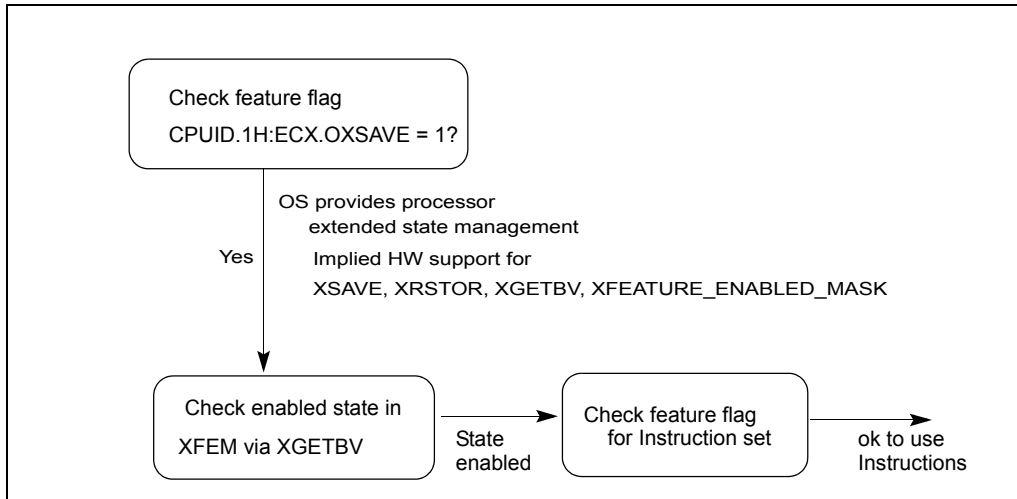 Check feature flag
CPUID.1H:ECX.OXSAVE = 1?
OS provides processor
extended state management
Yes
Implied HW support for
XSAVE, XRSTOR, XGETBV, XFEATURE_ENABLED_MASK
Check enabled state in
XFEM via XGETBV
State
enabled
Check feature flag
for Instruction set
ok to use
Instructions